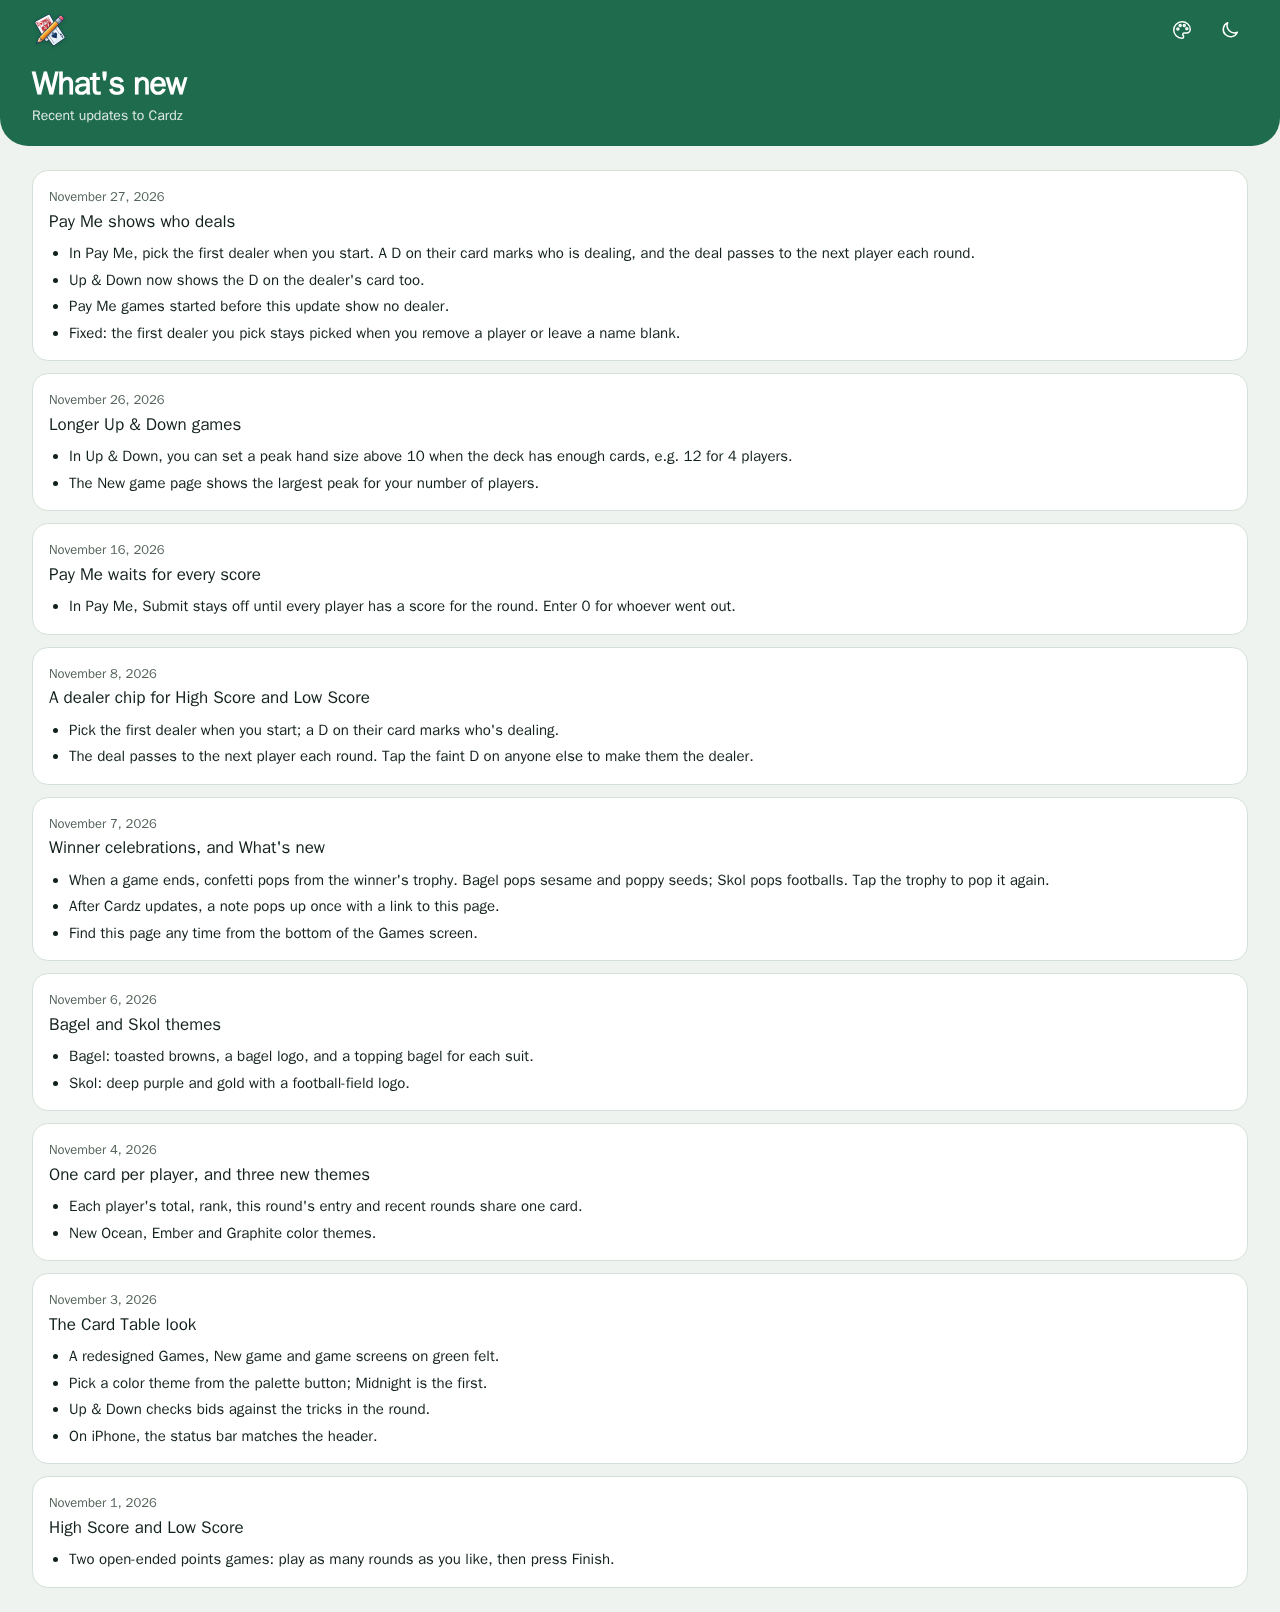 What's new
Recent updates to Cardz
November 27, 2026
Pay Me shows who deals
In Pay Me, pick the first dealer when you start. A D on their card marks who is dealing, and the deal passes to the next player each round.
Up & Down now shows the D on the dealer's card too.
Pay Me games started before this update show no dealer.
Fixed: the first dealer you pick stays picked when you remove a player or leave a name blank.
November 26, 2026
Longer Up & Down games
In Up & Down, you can set a peak hand size above 10 when the deck has enough cards, e.g. 12 for 4 players.
The New game page shows the largest peak for your number of players.
November 16, 2026
Pay Me waits for every score
In Pay Me, Submit stays off until every player has a score for the round. Enter 0 for whoever went out.
November 8, 2026
A dealer chip for High Score and Low Score
Pick the first dealer when you start; a D on their card marks who's dealing.
The deal passes to the next player each round. Tap the faint D on anyone else to make them the dealer.
November 7, 2026
Winner celebrations, and What's new
When a game ends, confetti pops from the winner's trophy. Bagel pops sesame and poppy seeds; Skol pops footballs. Tap the trophy to pop it again.
After Cardz updates, a note pops up once with a link to this page.
Find this page any time from the bottom of the Games screen.
November 6, 2026
Bagel and Skol themes
Bagel: toasted browns, a bagel logo, and a topping bagel for each suit.
Skol: deep purple and gold with a football-field logo.
November 4, 2026
One card per player, and three new themes
Each player's total, rank, this round's entry and recent rounds share one card.
New Ocean, Ember and Graphite color themes.
November 3, 2026
The Card Table look
A redesigned Games, New game and game screens on green felt.
Pick a color theme from the palette button; Midnight is the first.
Up & Down checks bids against the tricks in the round.
On iPhone, the status bar matches the header.
November 1, 2026
High Score and Low Score
Two open-ended points games: play as many rounds as you like, then press Finish.